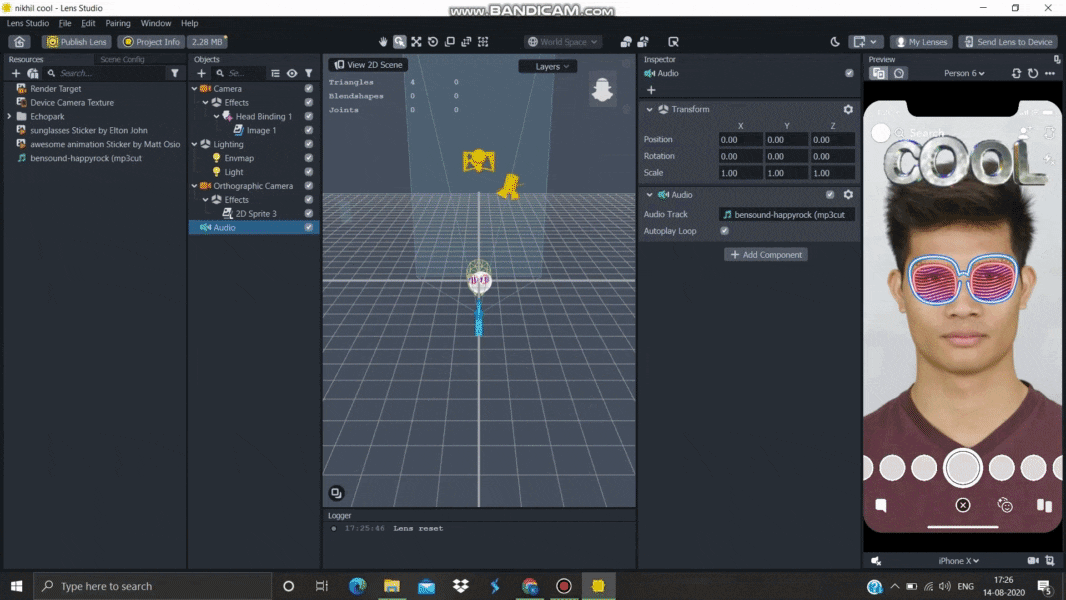 www.BANDICAM.com
nikhil cool - Lens Studio
Lens Studio File Edit Pairing Window Help
Publish Lens Project Info 2.28 MB World Space My Lenses Send Lens to Device
Resources Scene Config
Search...
Render Target
Device Camera Texture
Echopark
sunglasses Sticker by Elton John
awesome animation Sticker by Matt Osio
bensound-happyrock (mp3cut
Objects
Se...
Camera
Effects
Head Binding 1
Image 1
Lighting
Envmap
Light
Orthographic Camera
Effects
2D Sprite 3
Audio
View 2D Scene Layers
Triangles 4 0
Blendshapes 0 0
Joints 0 0
Logger
17:25:46 Lens reset
Inspector
Audio
Transform
X Y Z
Position 0.00 0.00 0.00
Rotation 0.00 0.00 0.00
Scale 1.00 1.00 1.00
Audio
Audio Track bensound-happyrock (mp3cut
Autoplay Loop
Add Component
Preview
Person 6
Search
COOL
iPhone X
Type here to search
ENG
17:26
14-08-2020
5